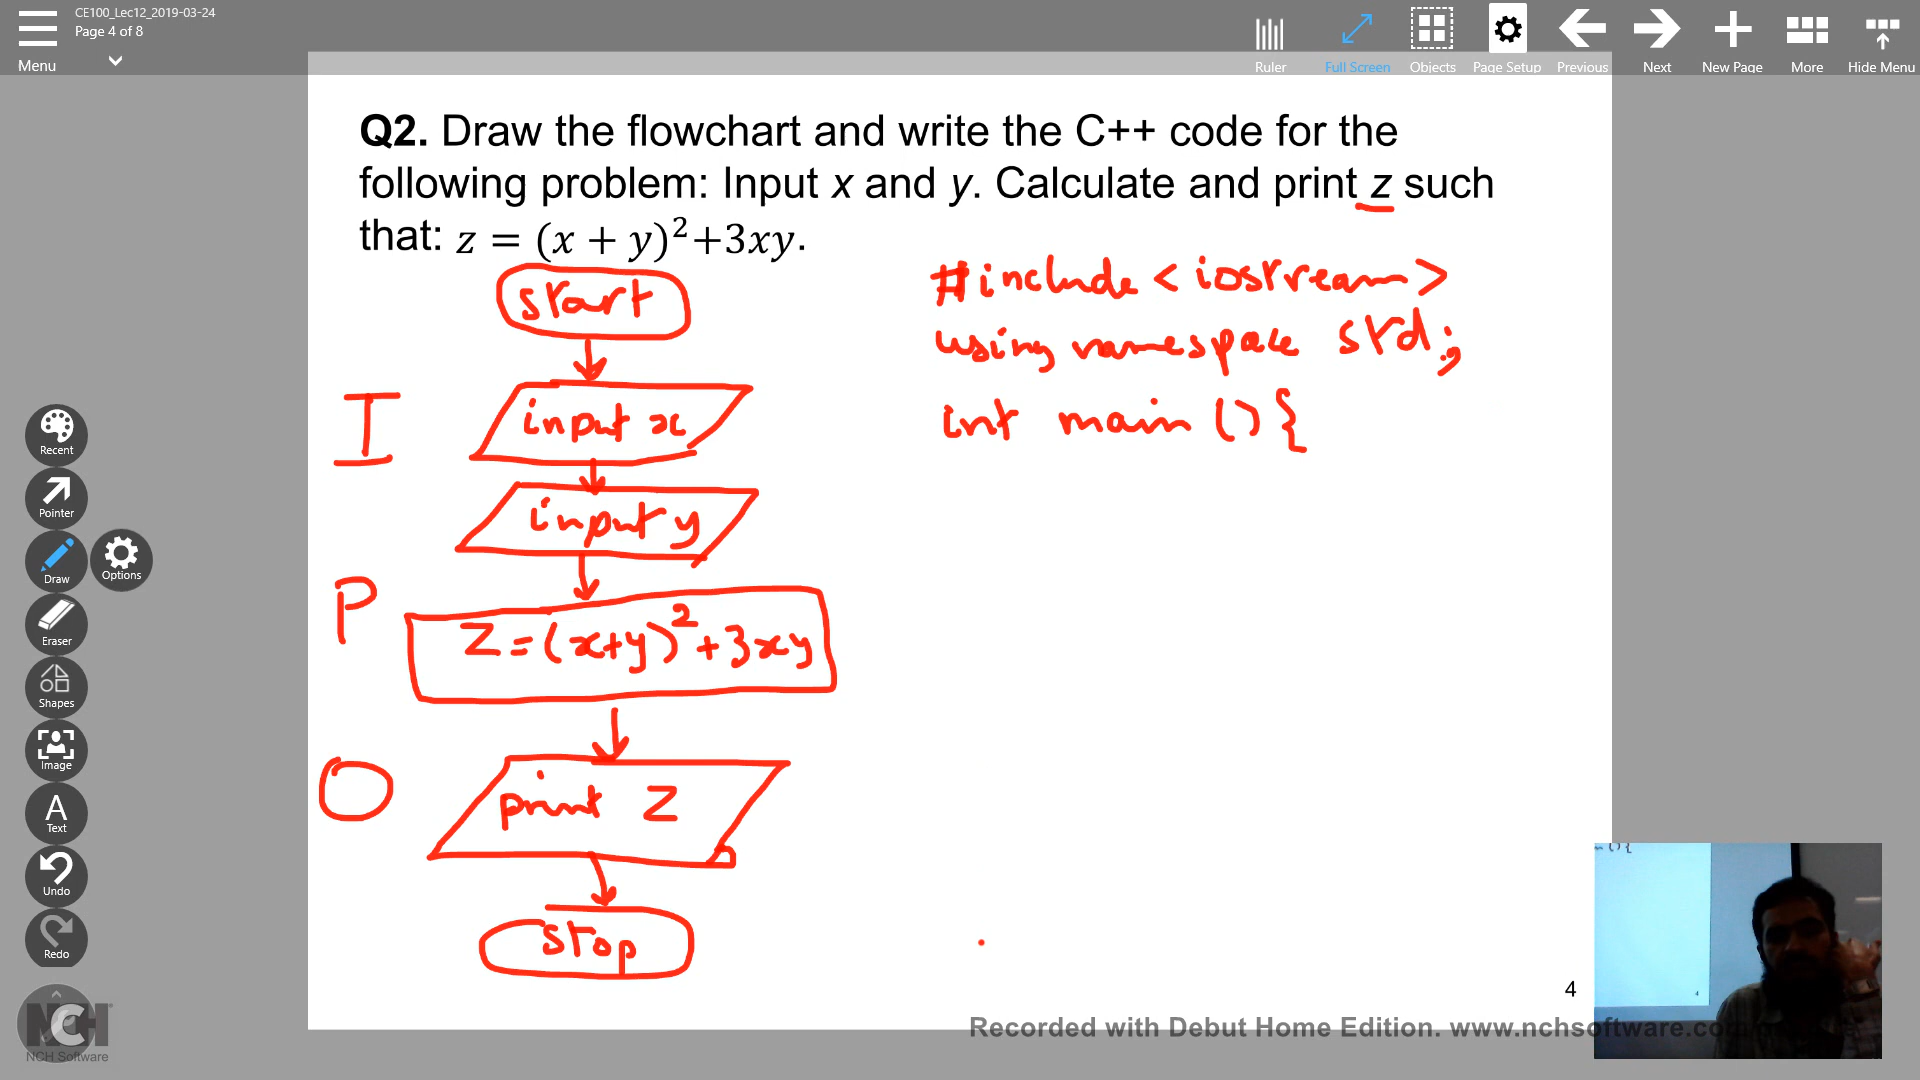 CE100_Lec12_2019-03-24
Page 4 of 8
Menu
Ruler
Full Screen
Objects
Page Setup
Previous
Next
New Page
More
Hide Menu
Q2. Draw the flowchart and write the C++ code for the
following problem: Input x and y. Calculate and print z such
that: z = (x + y)²+3xy.
start
input x
input y
z=(x+y)²+3xy
print z
stop
I
P
O
#include <iostream>
using namespace std;
int main () {
Recent
Pointer
Draw
Options
Eraser
Shapes
Image
A
Text
Undo
Redo
NCH
NCH Software
4
Recorded with Debut Home Edition. www.nchsoftware.com